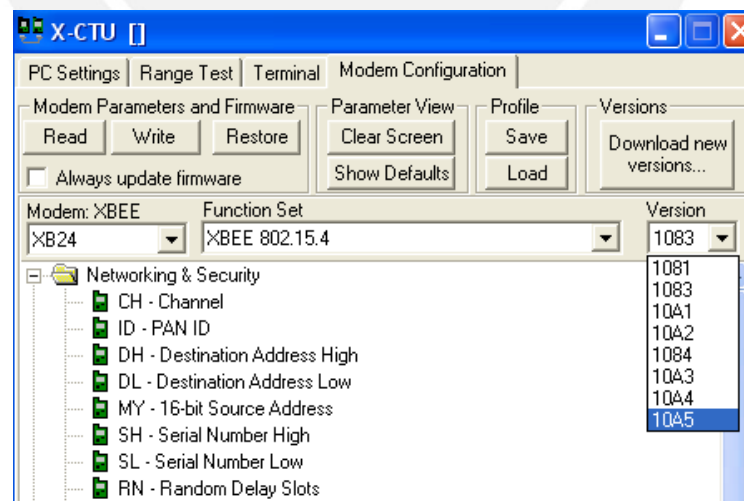 X-CTU []
PC Settings Range Test Terminal Modem Configuration
Modem Parameters and Firmware Parameter View Profile Versions
Read Write Restore Clear Screen Save Download new versions...
Always update firmware Show Defaults Load
Modem: XBEE Function Set Version
XB24 XBEE 802.15.4 1083
Networking & Security 1081
CH - Channel 1083
ID - PAN ID 10A1
DH - Destination Address High 10A2
DL - Destination Address Low 1084
MY - 16-bit Source Address 10A3
SH - Serial Number High 10A4
SL - Serial Number Low 10A5
RN - Random Delay Slots